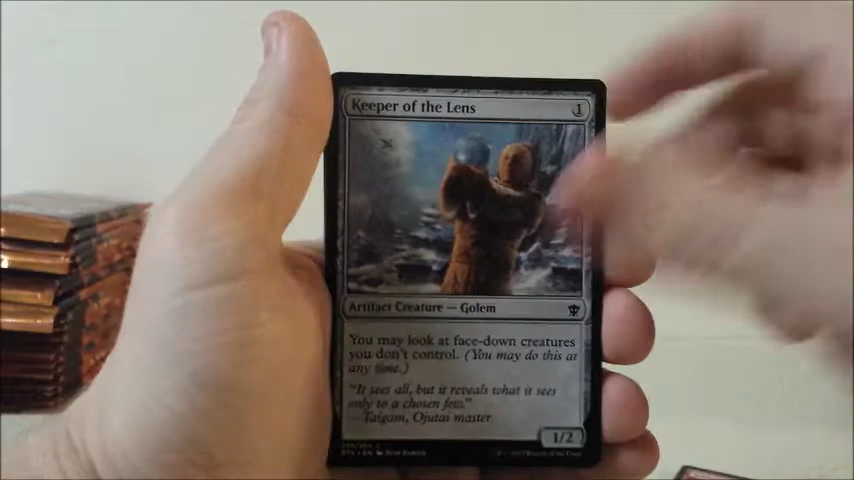 Keeper of the Lens 1
Artifact Creature — Golem
You may look at face-down creatures
you don't control. (You may do this at
any time.)
"It sees all, but it reveals what it sees
only to a chosen few."
—Taigam, Ojutai master
1/2
DTK • EN